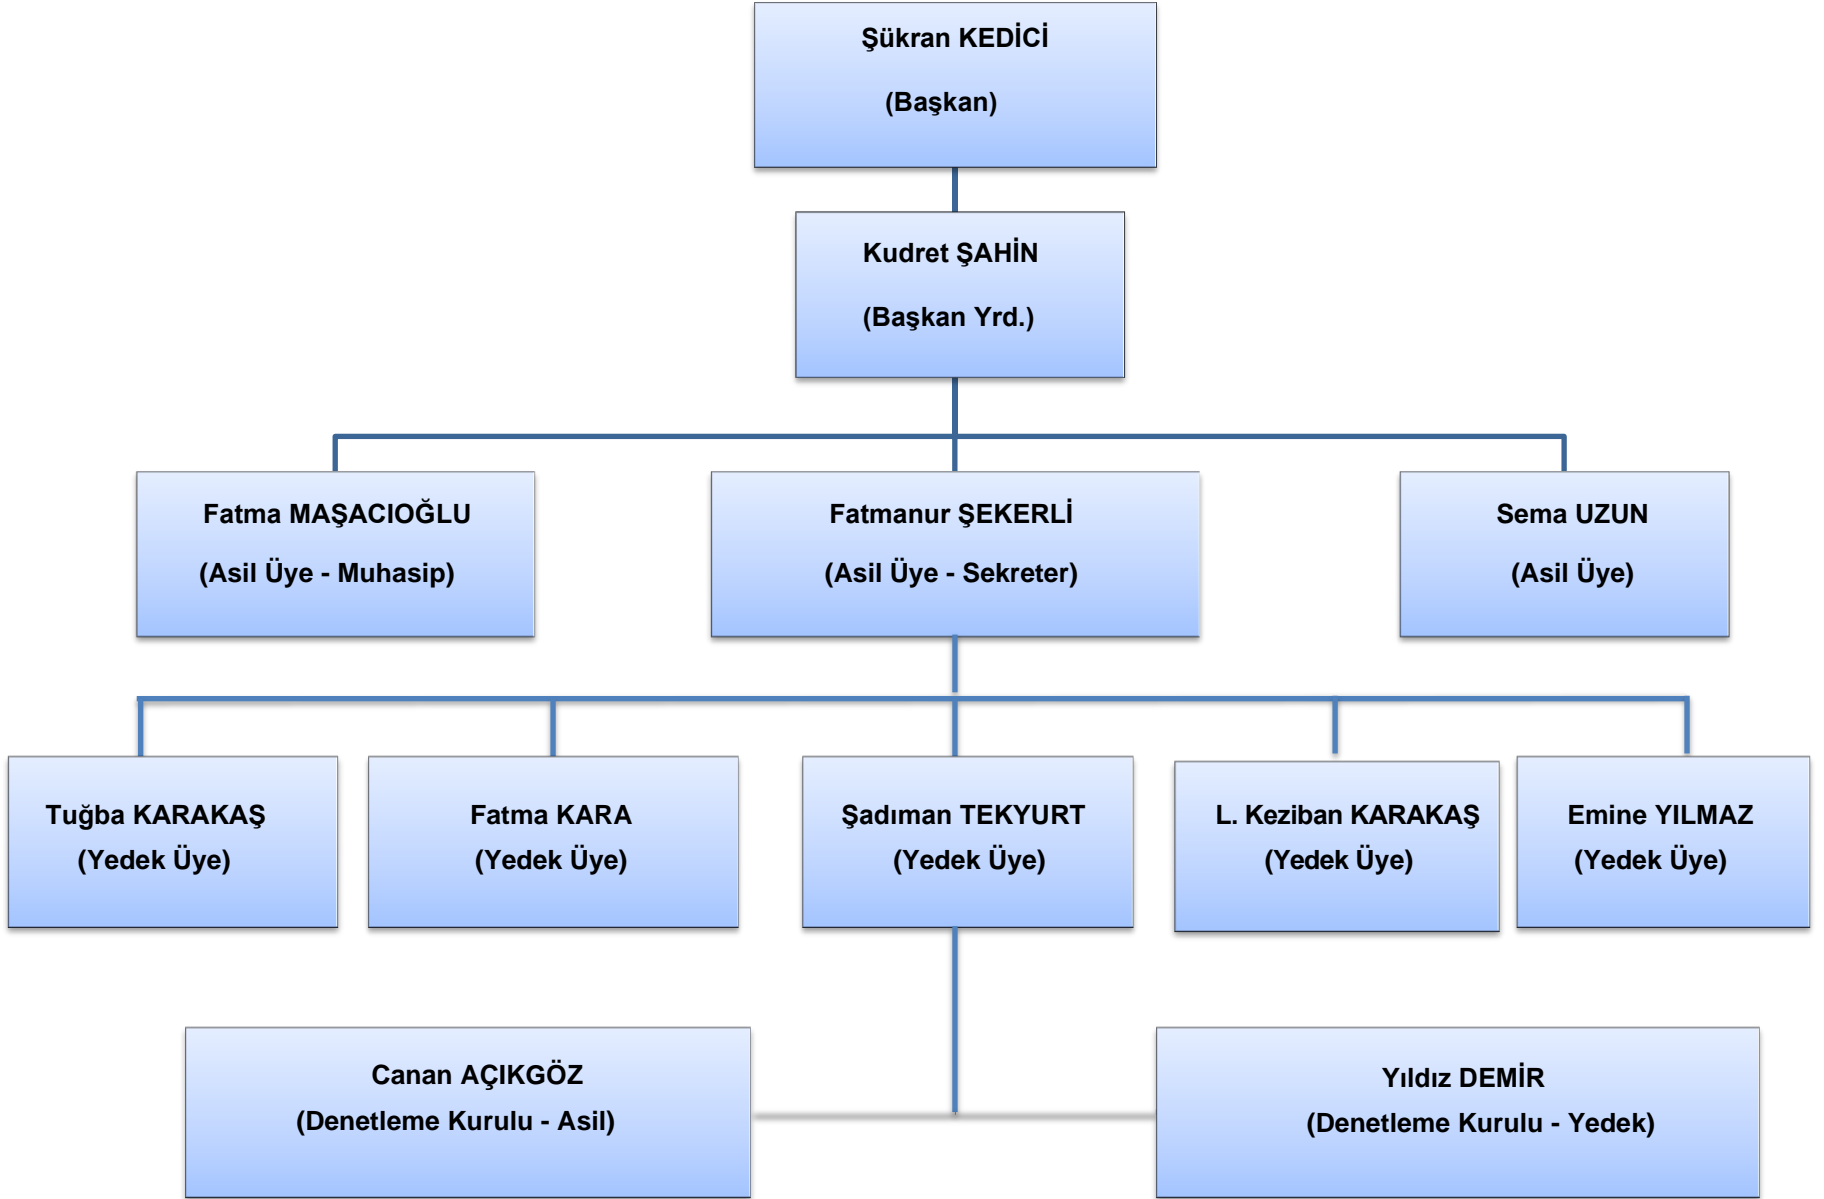 Şükran KEDİCİ
(Başkan)
Kudret ŞAHİN
(Başkan Yrd.)
Fatma MAŞACIOĞLU
(Asil Üye - Muhasip)
Fatmanur ŞEKERLİ
(Asil Üye - Sekreter)
Sema UZUN
(Asil Üye)
Tuğba KARAKAŞ
(Yedek Üye)
Fatma KARA
(Yedek Üye)
Şadıman TEKYURT
(Yedek Üye)
L. Keziban KARAKAŞ
(Yedek Üye)
Emine YILMAZ
(Yedek Üye)
Canan AÇIKGÖZ
(Denetleme Kurulu - Asil)
Yıldız DEMİR
(Denetleme Kurulu - Yedek)